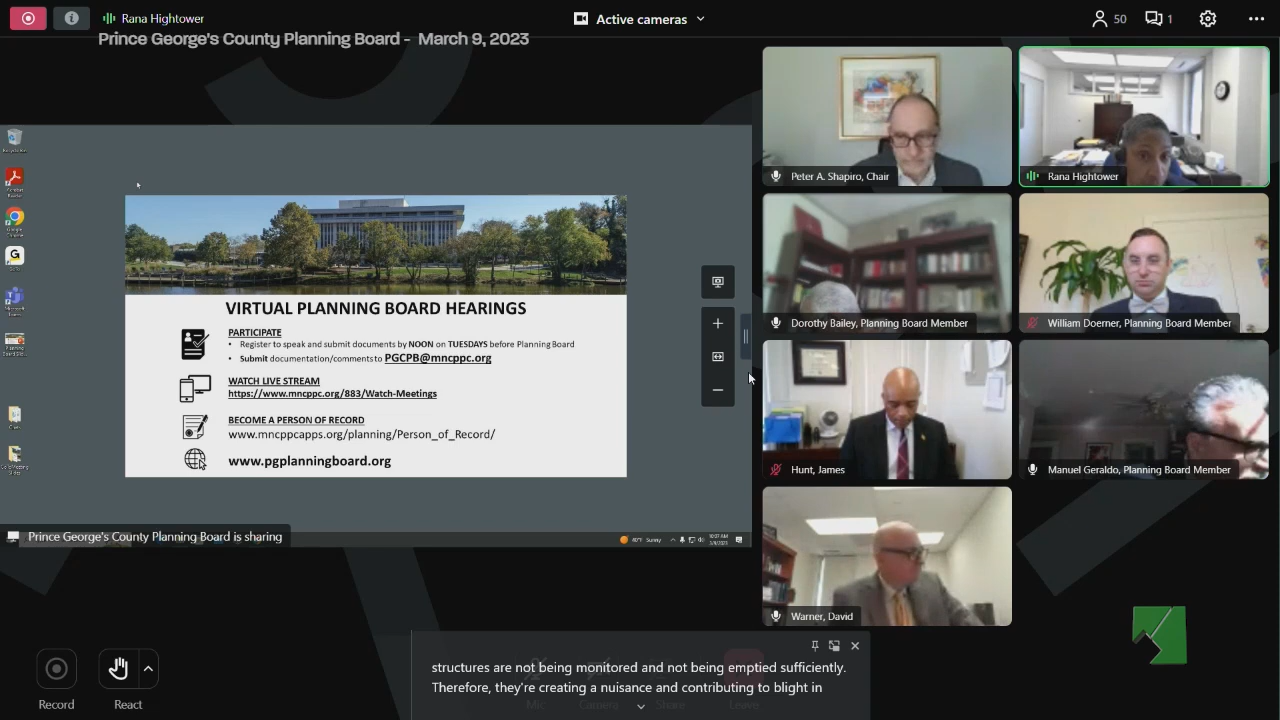 Rana Hightower
Active cameras
50
1
Prince George's County Planning Board - March 9, 2023
VIRTUAL PLANNING BOARD HEARINGS
PARTICIPATE
• Register to speak and submit documents by NOON on TUESDAYS before Planning Board
• Submit documentation/comments to PGCPB@mncppc.org
WATCH LIVE STREAM
https://www.mncppc.org/883/Watch-Meetings
BECOME A PERSON OF RECORD
www.mncppcapps.org/planning/Person_of_Record/
www.pgplanningboard.org
Prince George's County Planning Board is sharing
40°F Sunny
Peter A. Shapiro, Chair
Rana Hightower
Dorothy Bailey, Planning Board Member
William Doerner, Planning Board Member
Hunt, James
Manuel Geraldo, Planning Board Member
Warner, David
structures are not being monitored and not being emptied sufficiently.
Therefore, they're creating a nuisance and contributing to blight in
Record
React
Mic
Camera
Share
Leave